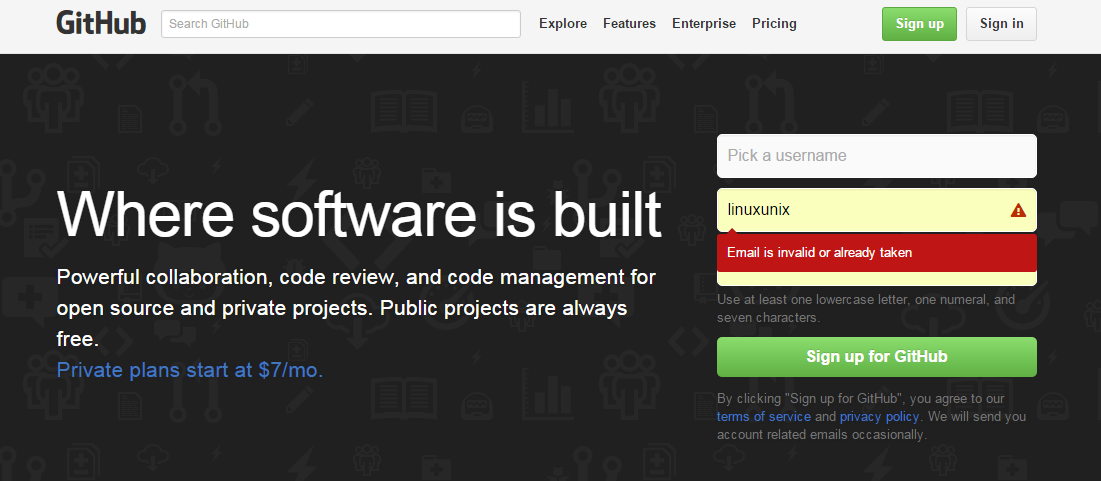 GitHub Search GitHub Explore Features Enterprise Pricing Sign up Sign in
Where software is built
Powerful collaboration, code review, and code management for
open source and private projects. Public projects are always
free.
Private plans start at $7/mo.
Pick a username
linuxunix
Email is invalid or already taken
Use at least one lowercase letter, one numeral, and
seven characters.
Sign up for GitHub
By clicking "Sign up for GitHub", you agree to our
terms of service and privacy policy. We will send you
account related emails occasionally.